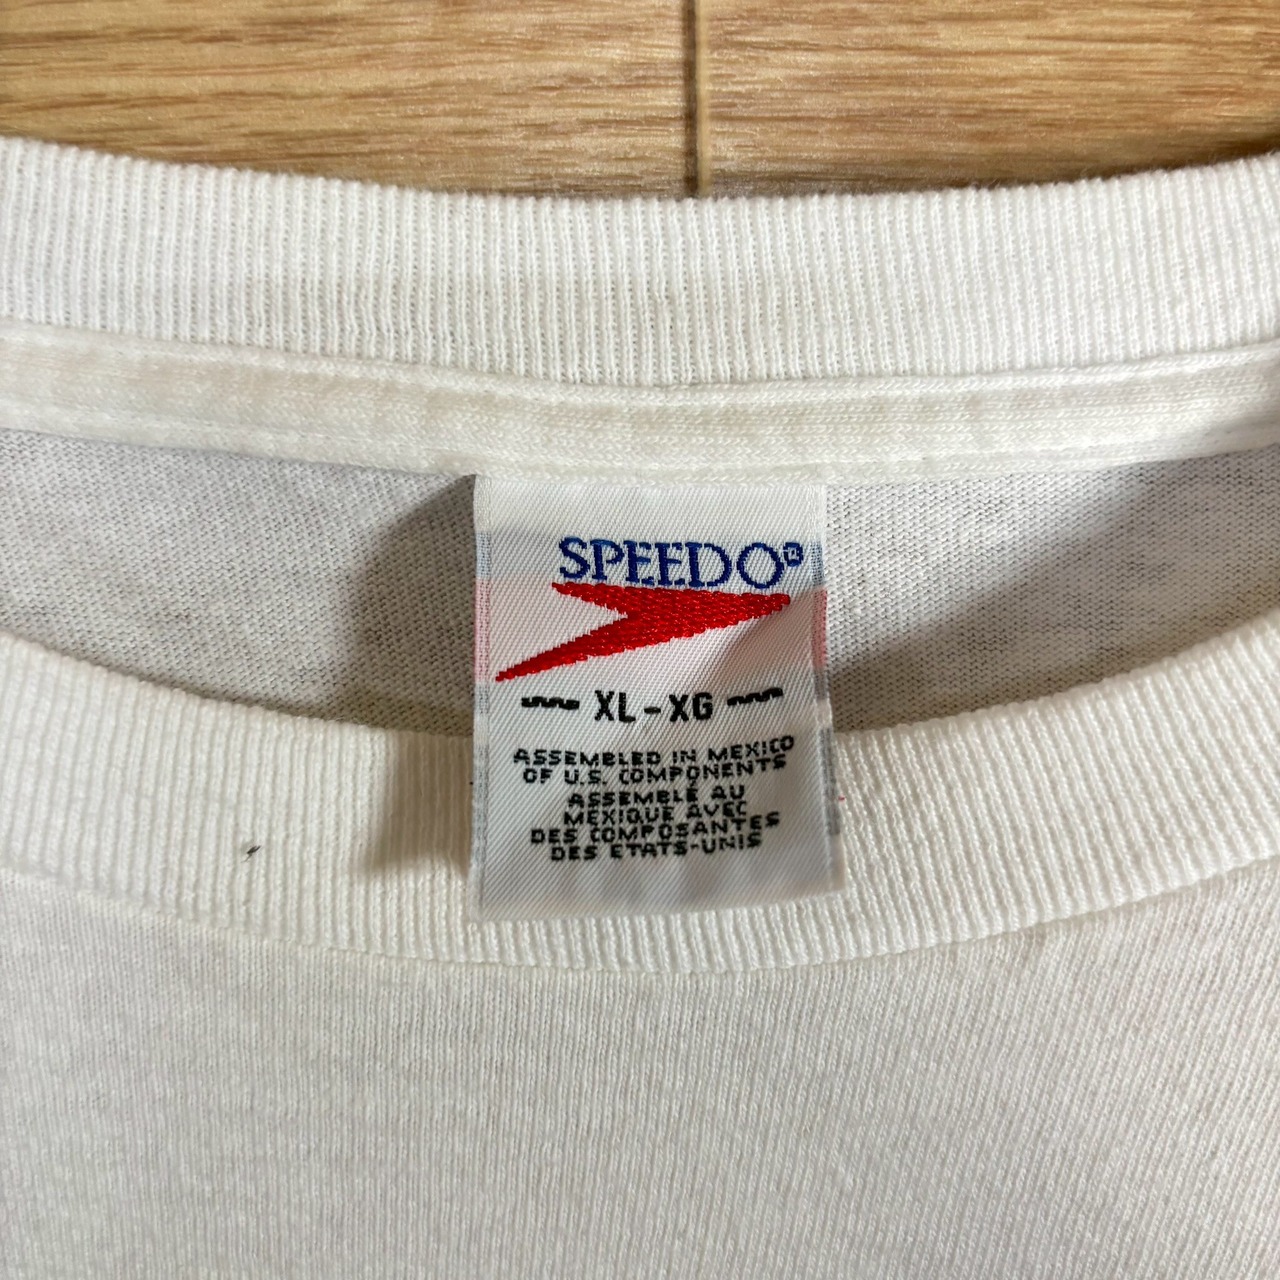 SPEEDO®
XL-XG
ASSEMBLED IN MEXICO
OF U.S. COMPONENTS
ASSEMBLÉ AU
MEXIQUE AVEC
DES COMPOSANTES
DES ETATS-UNIS